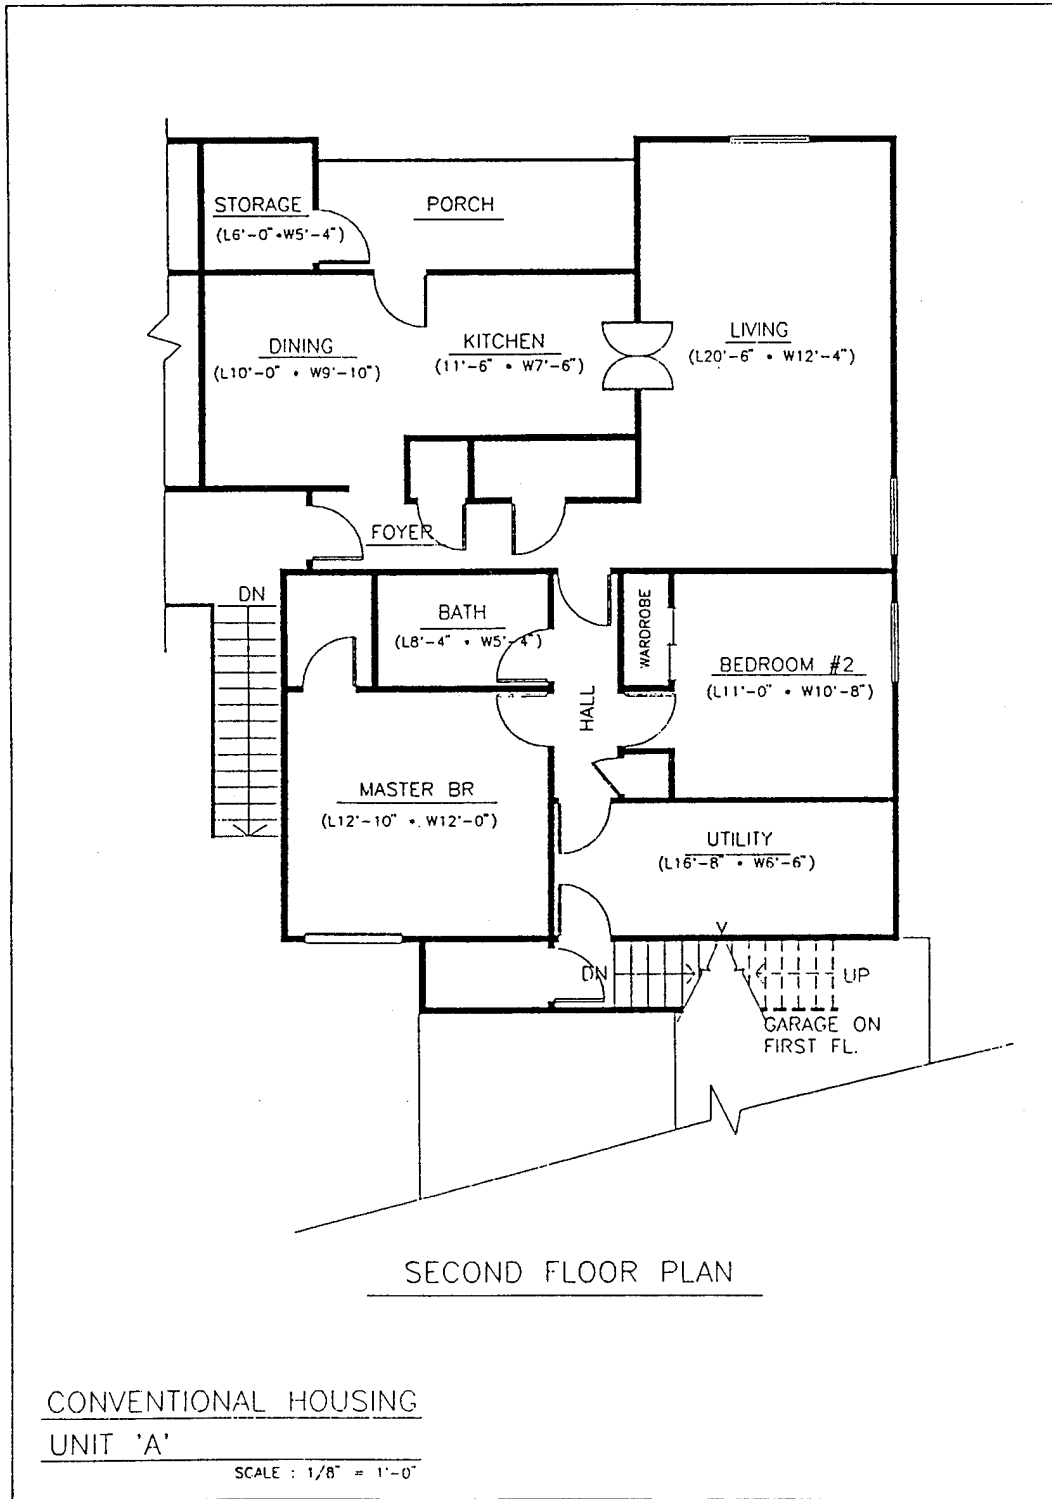 STORAGE
(L6'-0" • W5'-4")
PORCH
DINING
(L10'-0" • W9'-10")
KITCHEN
(11'-6" • W7'-6")
LIVING
(L20'-6" • W12'-4")
FOYER
DN
BATH
(L8'-4" • W5'-4")
WARDROBE
BEDROOM #2
(L11'-0" • W10'-8")
HALL
MASTER BR
(L12'-10" • W12'-0")
UTILITY
(L16'-8" • W6'-6")
DN
UP
GARAGE ON
FIRST FL.
SECOND FLOOR PLAN
CONVENTIONAL HOUSING
UNIT 'A'
SCALE : 1/8" = 1'-0"